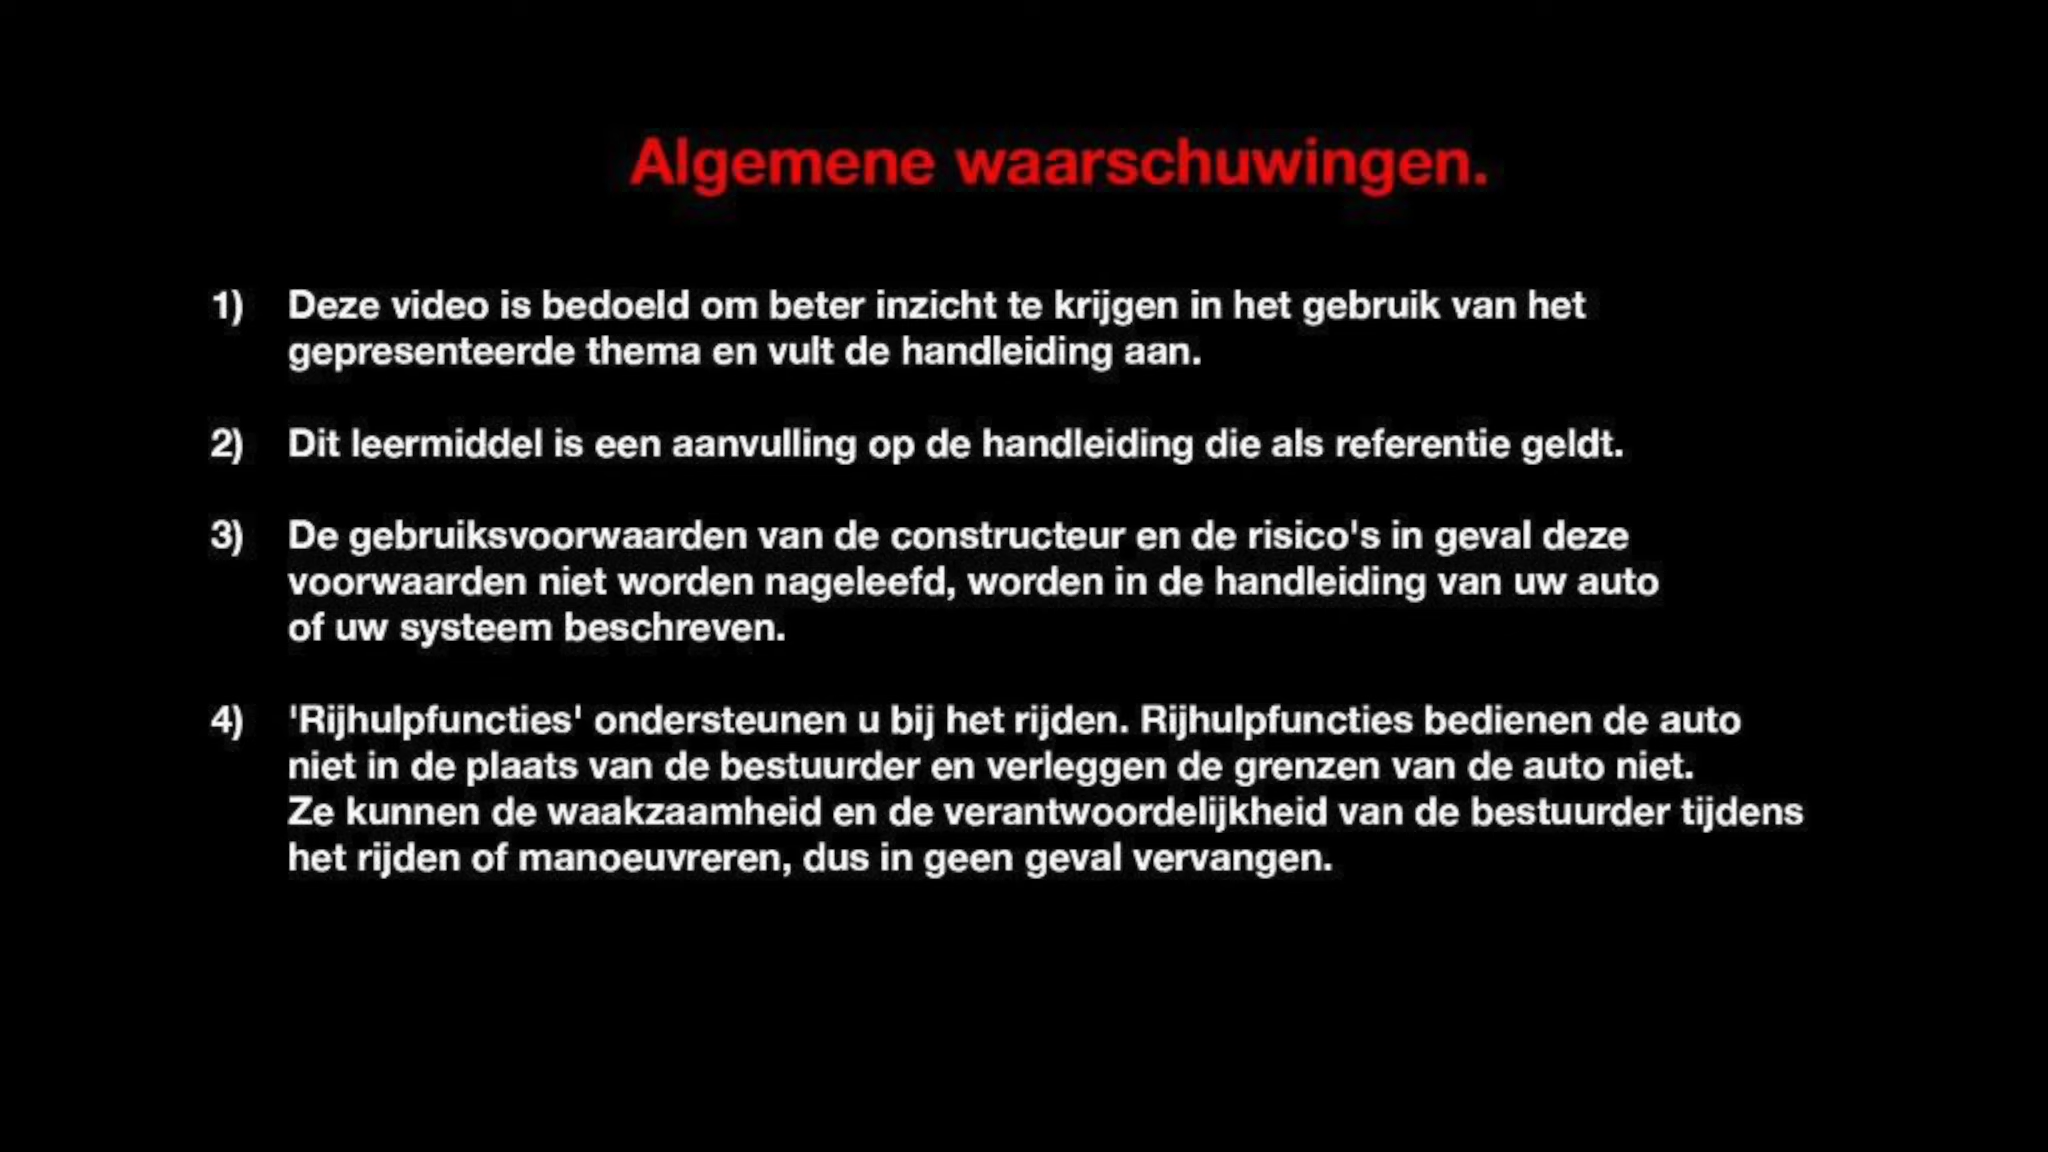 Algemene waarschuwingen.
1) Deze video is bedoeld om beter inzicht te krijgen in het gebruik van het
gepresenteerde thema en vult de handleiding aan.
2) Dit leermiddel is een aanvulling op de handleiding die als referentie geldt.
3) De gebruiksvoorwaarden van de constructeur en de risico's in geval deze
voorwaarden niet worden nageleefd, worden in de handleiding van uw auto
of uw systeem beschreven.
4) 'Rijhulpfuncties' ondersteunen u bij het rijden. Rijhulpfuncties bedienen de auto
niet in de plaats van de bestuurder en verleggen de grenzen van de auto niet.
Ze kunnen de waakzaamheid en de verantwoordelijkheid van de bestuurder tijdens
het rijden of manoeuvreren, dus in geen geval vervangen.